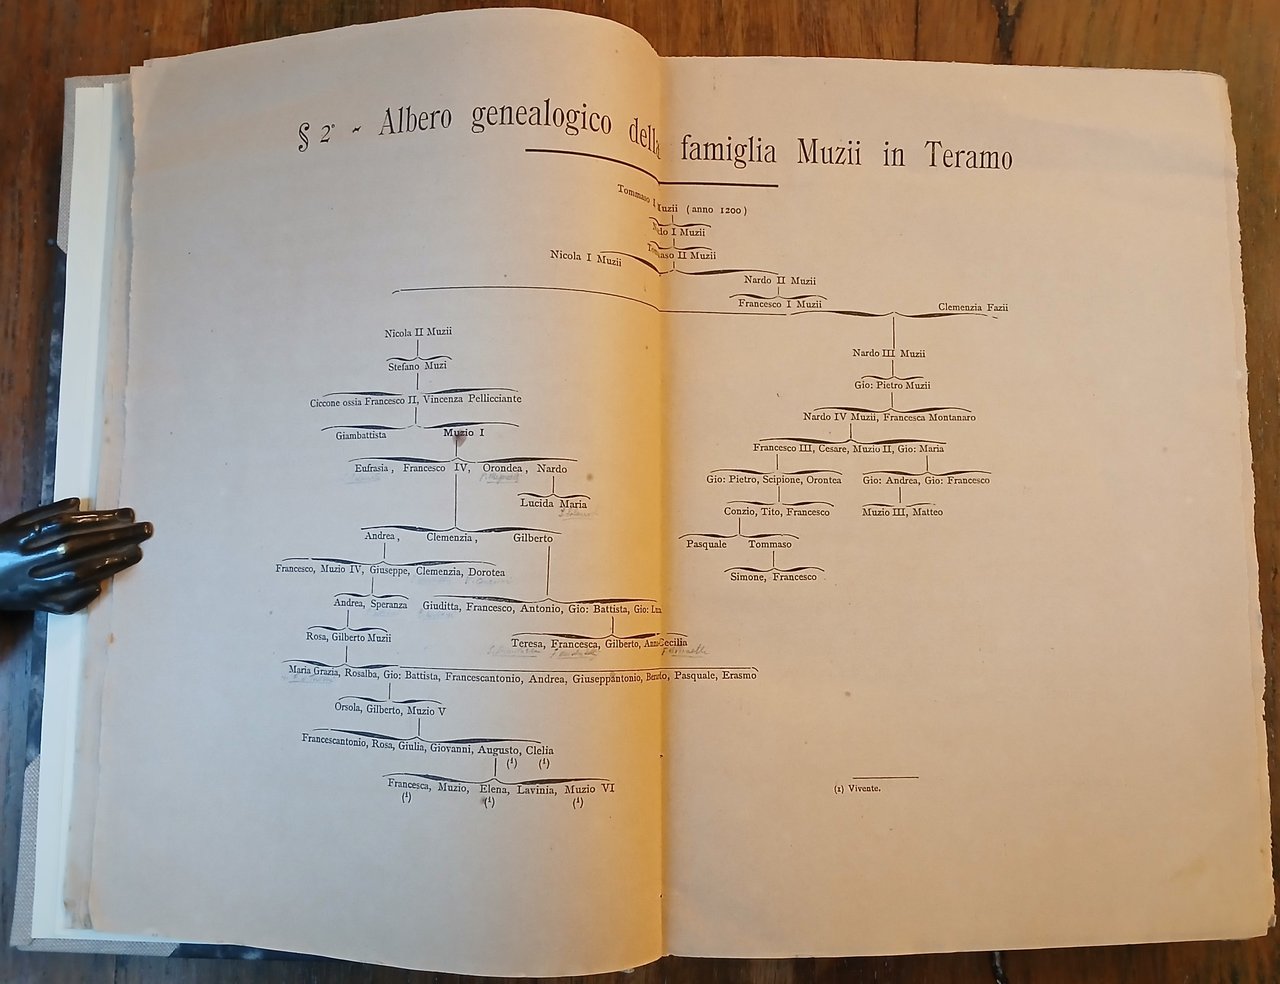 § 2° - Albero genealogico della famiglia Muzii in Teramo
Tommaso I Muzii (anno 1200)
Nardo I Muzii
Tommaso II Muzii
Nicola I Muzii
Nardo II Muzii
Francesco I Muzii
Clemenzia Fazii
Nicola II Muzii
Stefano Muzi
Ciccone ossia Francesco II, Vincenza Pellicciante
Giambattista Muzio I
Eufrasia, Francesco IV, Orondea, Nardo
Lucida Maria
Andrea, Clemenzia, Gilberto
Francesco, Muzio IV, Giuseppe, Clemenzia, Dorotea
Andrea, Speranza
Giuditta, Francesco, Antonio, Gio: Battista, Gio:
Rosa, Gilberto Muzii
Teresa, Francesca, Gilberto, Anna Cecilia
Maria Grazia, Rosalba, Gio: Battista, Francescantonio, Andrea, Giuseppantonio, Berardo, Pasquale, Erasmo
Orsola, Gilberto, Muzio V
Francescantonio, Rosa, Giulia, Giovanni, Augusto, Clelia
(1) (1)
Francesca, Muzio, Elena, Lavinia, Muzio VI
(1) (1) (1)
Nardo III Muzii
Gio: Pietro Muzii
Nardo IV Muzii, Francesca Montanaro
Francesco III, Cesare, Muzio II, Gio: Maria
Gio: Pietro, Scipione, Orontea
Gio: Andrea, Gio: Francesco
Conzio, Tito, Francesco
Muzio III, Matteo
Pasquale Tommaso
Simone, Francesco
(1) Vivente.